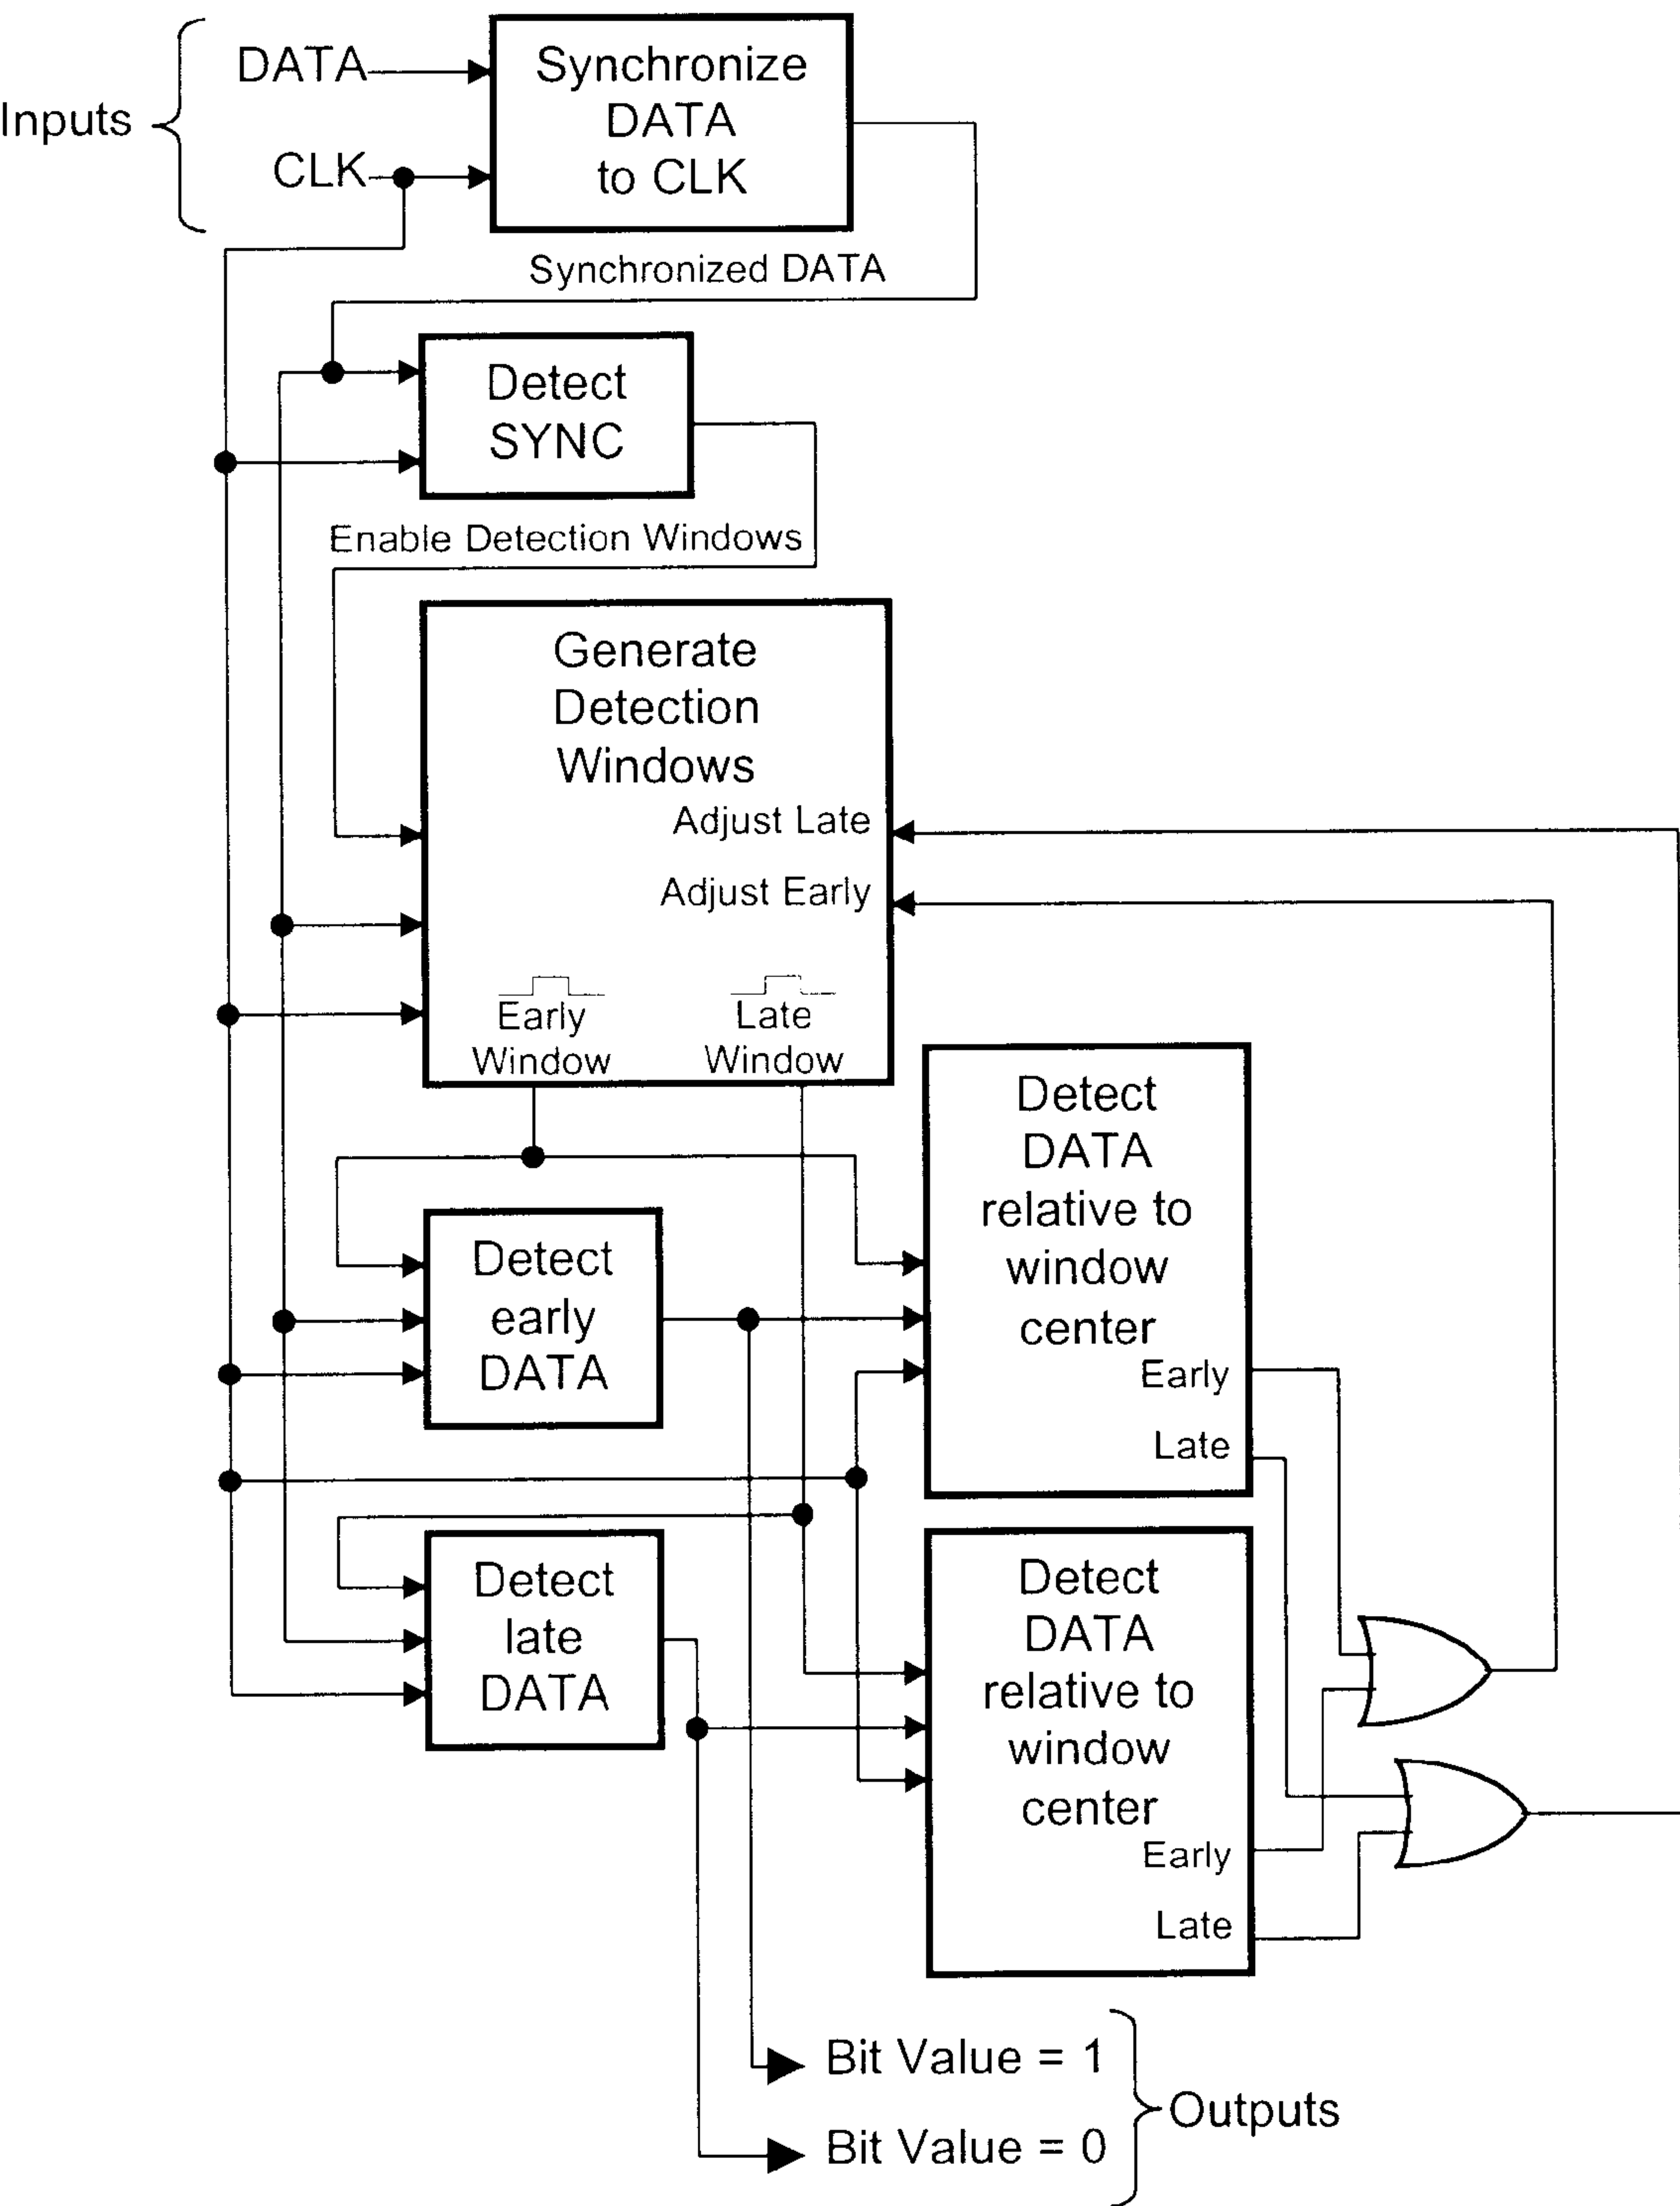 Inputs
DATA
CLK
Synchronize
DATA
to CLK
Synchronized DATA
Detect
SYNC
Enable Detection Windows
Generate
Detection
Windows
Adjust Late
Adjust Early
Early
Window
Late
Window
Detect
DATA
relative to
window
center
Early
Late
Detect
early
DATA
Detect
late
DATA
Detect
DATA
relative to
window
center
Early
Late
Bit Value = 1
Bit Value = 0
Outputs